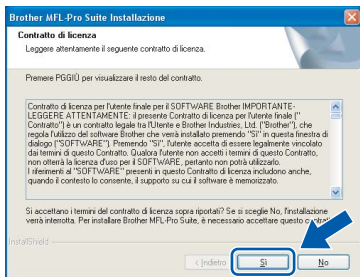 Brother MFL-Pro Suite Installazione
Contratto di licenza
Leggere attentamente il seguente contratto di licenza.
Premere PGGIÙ per visualizzare il resto del contratto.
Contratto di licenza per l'utente finale per il SOFTWARE Brother IMPORTANTE-
LEGGERE ATTENTAMENTE: il presente Contratto di licenza per l'utente finale ("
Contratto") è un contratto legale tra l'Utente e Brother Industries, Ltd. ("Brother"), che
regola l'utilizzo del software Brother che verrà installato premendo "Sì" in questa finestra di
dialogo ("SOFTWARE"). Premendo "Sì", l'utente accetta di essere legalmente vincolato
dai termini di questo Contratto. Qualora l'utente non accetti i termini di questo Contratto,
non otterrà la licenza d'uso per il SOFTWARE, pertanto non potrà utilizzarlo.
I riferimenti al "SOFTWARE" presenti in questo Contratto di licenza includono anche,
quando il contesto lo consente, il supporto su cui il software è memorizzato.
Si accettano i termini del contratto di licenza sopra riportati? Se si sceglie No, l'installazione
verrà interrotta. Per installare Brother MFL-Pro Suite, è necessario accettare questo
InstallShield
< Indietro Sì No